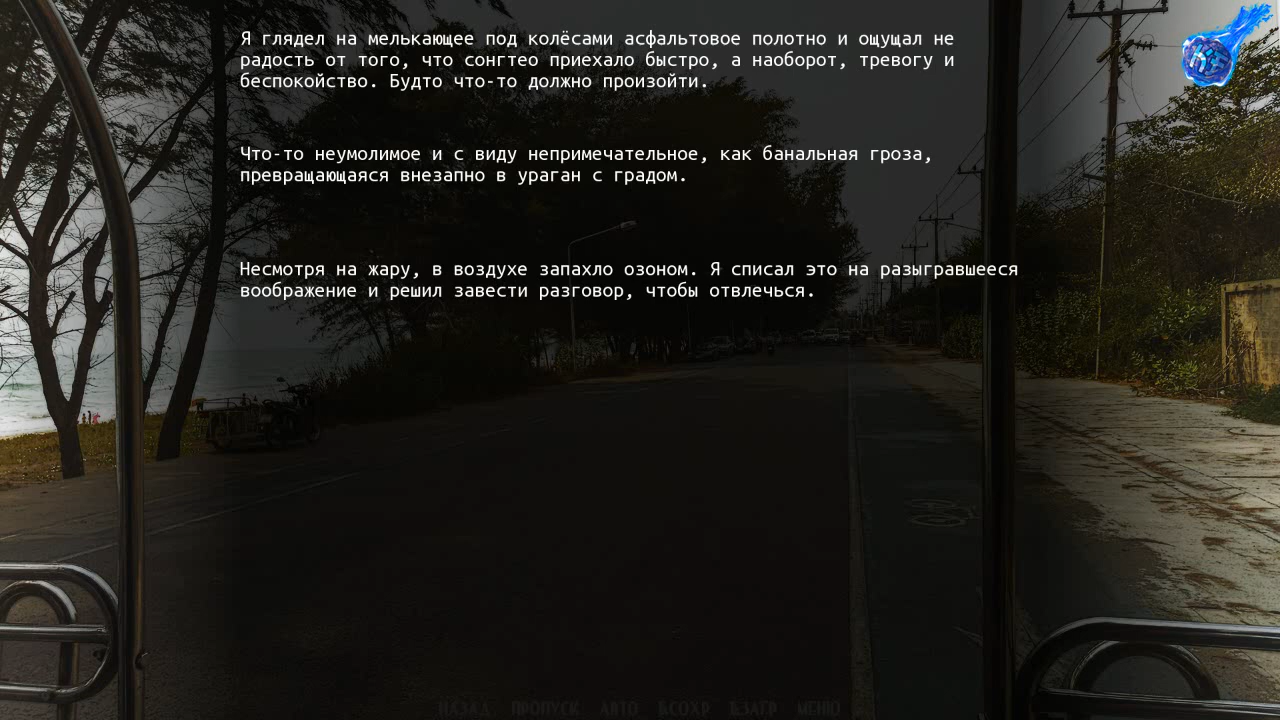 Я глядел на мелькающее под колёсами асфальтовое полотно и ощущал не
радость от того, что сонгтео приехало быстро, а наоборот, тревогу и
беспокойство. Будто что-то должно произойти.
Что-то неумолимое и с виду непримечательное, как банальная гроза,
превращающаяся внезапно в ураган с градом.
Несмотря на жару, в воздухе запахло озоном. Я списал это на разыгравшееся
воображение и решил завести разговор, чтобы отвлечься.
НАЗАД ПРОПУСК АВТО Б.СОХР Б.ЗАГР МЕНЮ